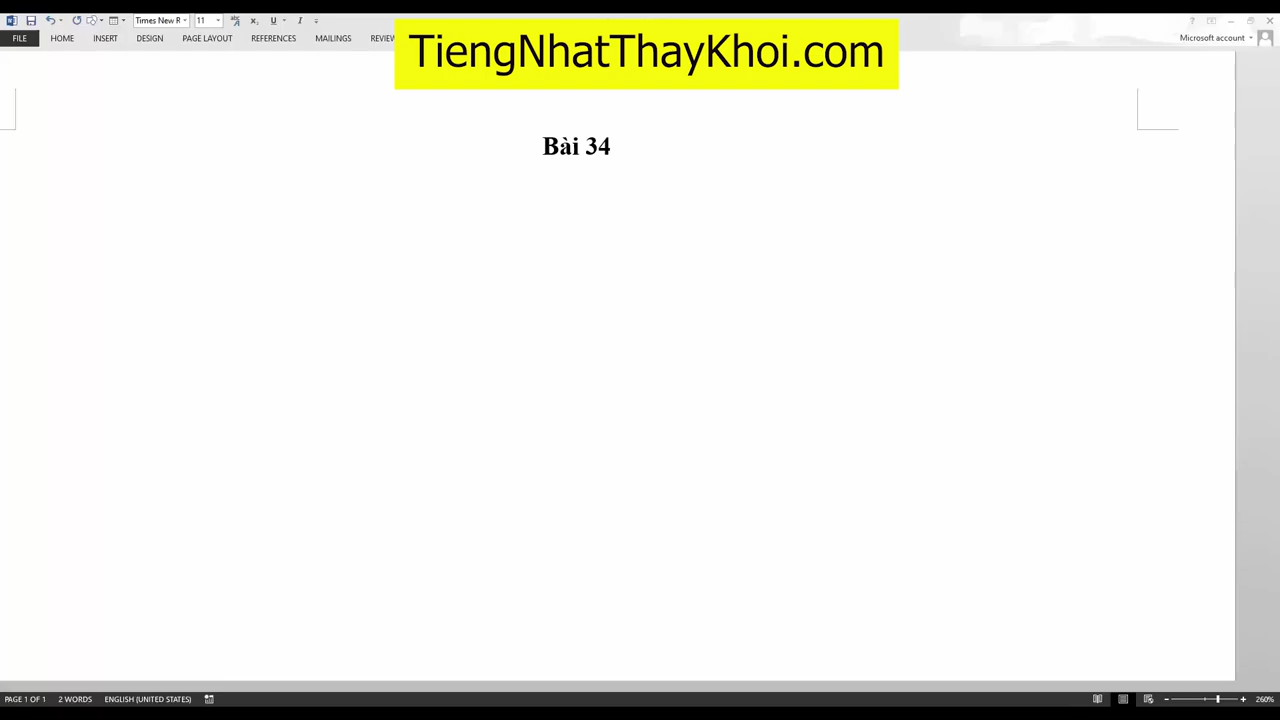 Times New R 11
FILE HOME INSERT DESIGN PAGE LAYOUT REFERENCES MAILINGS REVIEW
Microsoft account
TiengNhatThayKhoi.com
Bài 34
PAGE 1 OF 1 2 WORDS ENGLISH (UNITED STATES) 260%